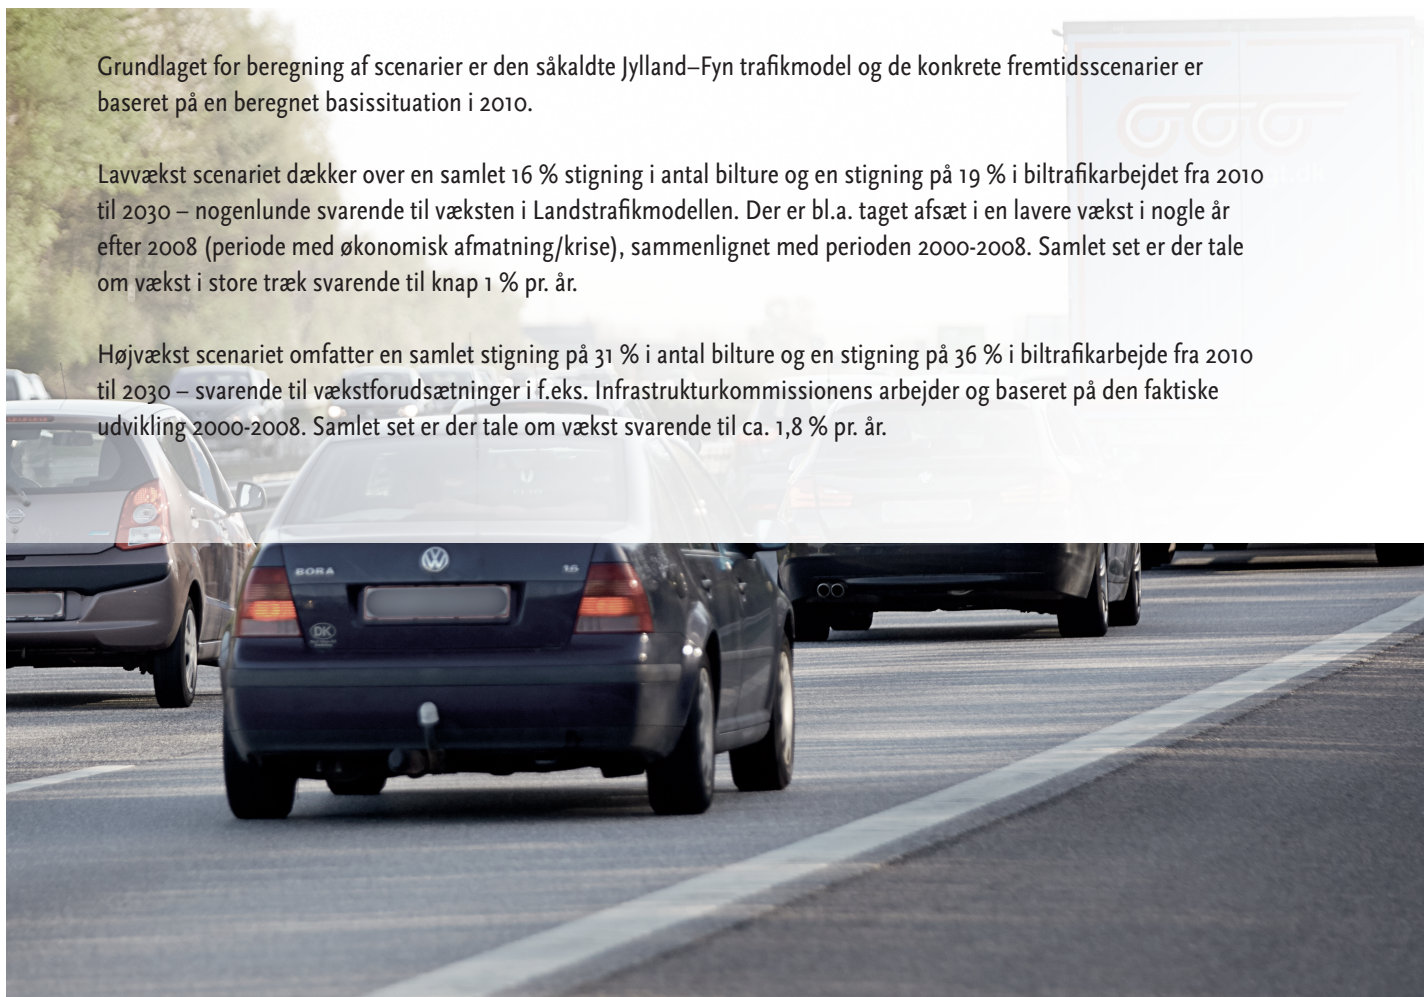 Grundlaget for beregning af scenarier er den såkaldte Jylland–Fyn trafikmodel og de konkrete fremtidsscenarier er
baseret på en beregnet basissituation i 2010.
Lavvækst scenariet dækker over en samlet 16 % stigning i antal bilture og en stigning på 19 % i biltrafikarbejdet fra 2010
til 2030 – nogenlunde svarende til væksten i Landstrafikmodellen. Der er bl.a. taget afsæt i en lavere vækst i nogle år
efter 2008 (periode med økonomisk afmatning/krise), sammenlignet med perioden 2000-2008. Samlet set er der tale
om vækst i store træk svarende til knap 1 % pr. år.
Højvækst scenariet omfatter en samlet stigning på 31 % i antal bilture og en stigning på 36 % i biltrafikarbejde fra 2010
til 2030 – svarende til vækstforudsætninger i f.eks. Infrastrukturkommissionens arbejder og baseret på den faktiske
udvikling 2000-2008. Samlet set er der tale om vækst svarende til ca. 1,8 % pr. år.
BORA
1.6
DK